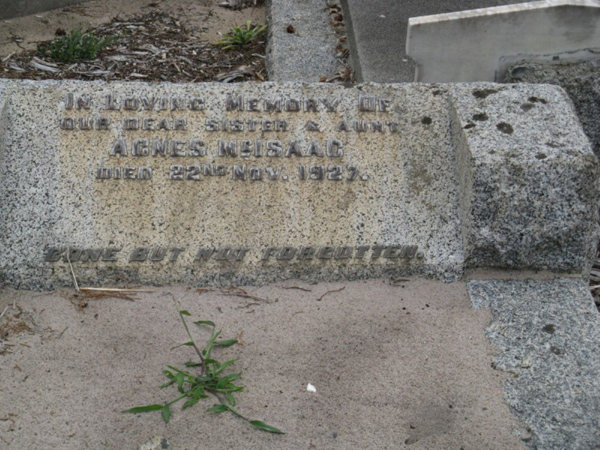 IN LOVING MEMORY OF
OUR DEAR SISTER & AUNT
AGNES McISAAC
DIED 22ND NOV. 1927.
GONE BUT NOT FORGOTTEN.